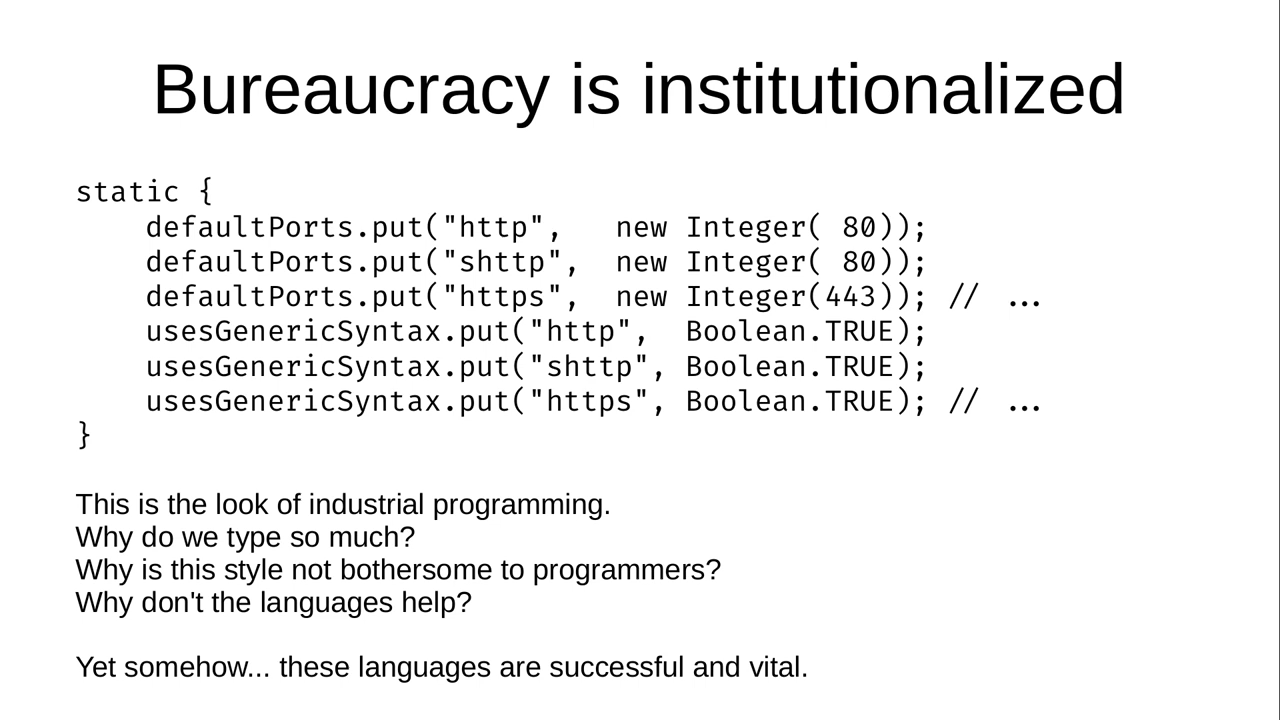 Bureaucracy is institutionalized
static {
    defaultPorts.put("http",   new Integer( 80));
    defaultPorts.put("shttp",  new Integer( 80));
    defaultPorts.put("https",  new Integer(443)); // ...
    usesGenericSyntax.put("http",  Boolean.TRUE);
    usesGenericSyntax.put("shttp", Boolean.TRUE);
    usesGenericSyntax.put("https", Boolean.TRUE); // ...
}
This is the look of industrial programming.
Why do we type so much?
Why is this style not bothersome to programmers?
Why don't the languages help?
Yet somehow... these languages are successful and vital.